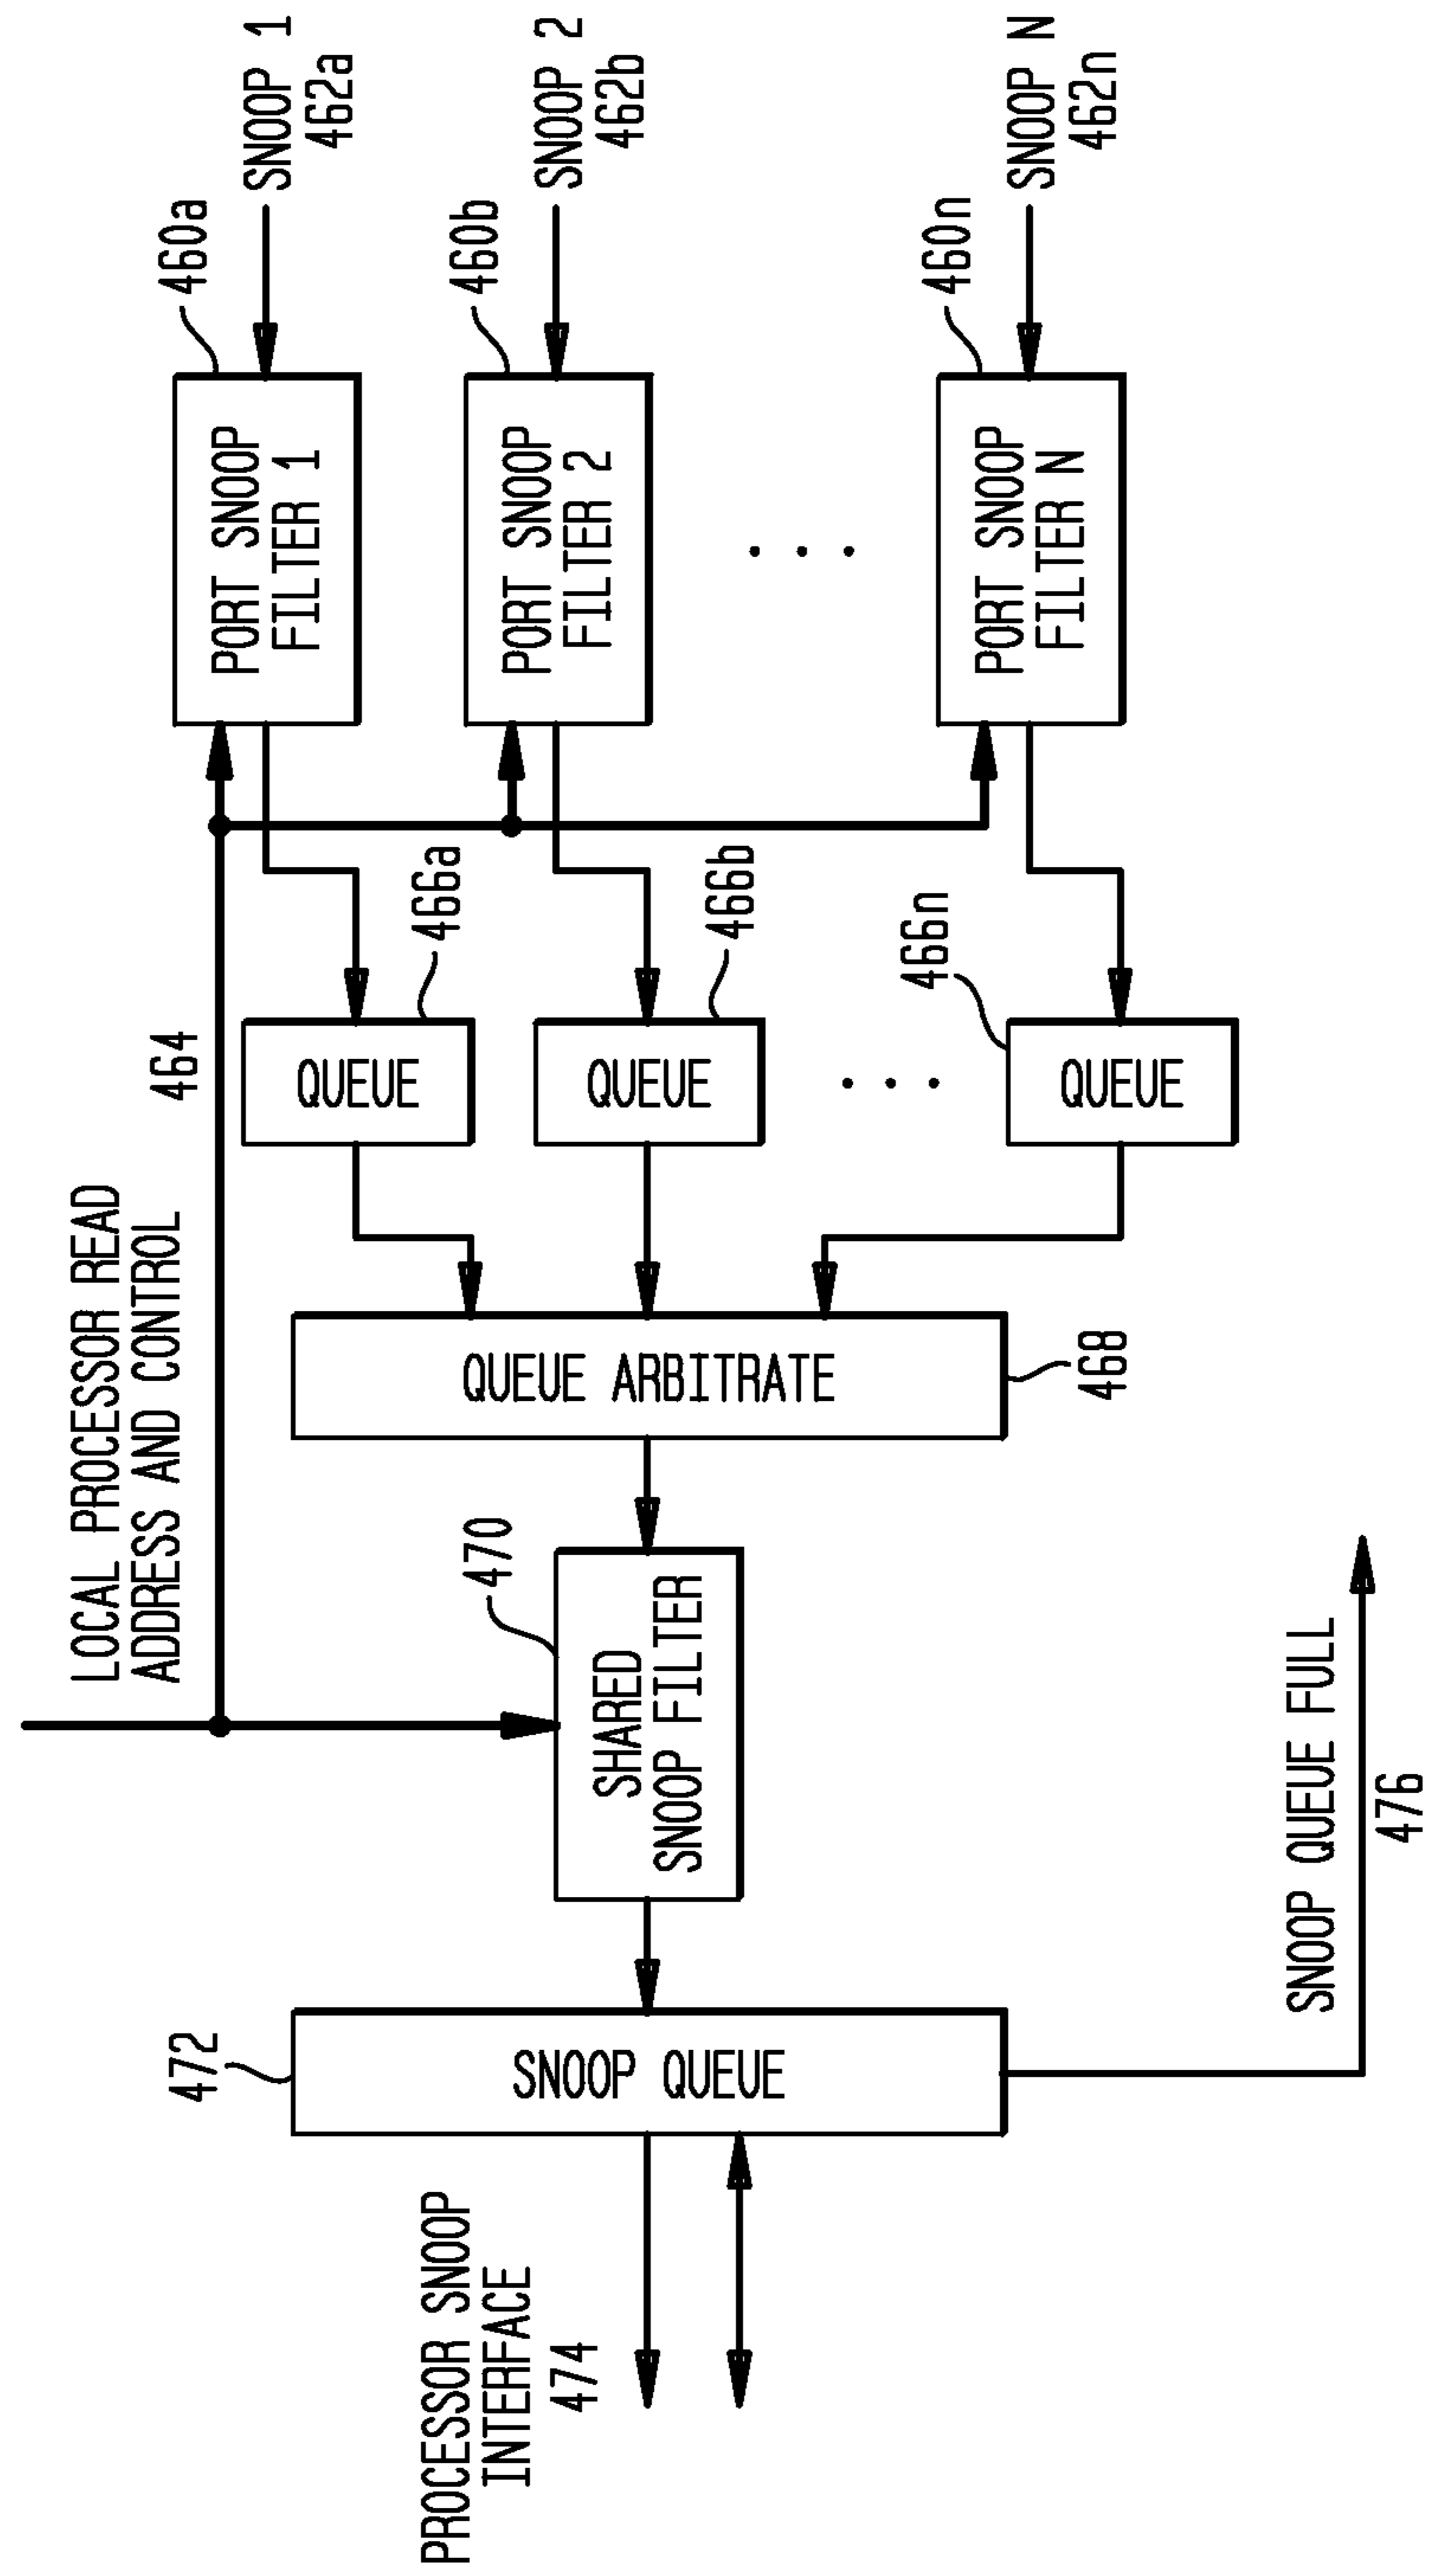 LOCAL PROCESSOR READ
ADDRESS AND CONTROL
464
460a
PORT SNOOP
FILTER 1
SNOOP 1
462a
472
QUEUE
466a
460b
PORT SNOOP
FILTER 2
SNOOP 2
462b
PROCESSOR SNOOP
INTERFACE
474
SNOOP QUEUE
470
SHARED
SNOOP FILTER
QUEUE ARBITRATE
468
QUEUE
466b
. . .
. . .
460n
PORT SNOOP
FILTER N
SNOOP N
462n
466n
QUEUE
SNOOP QUEUE FULL
476